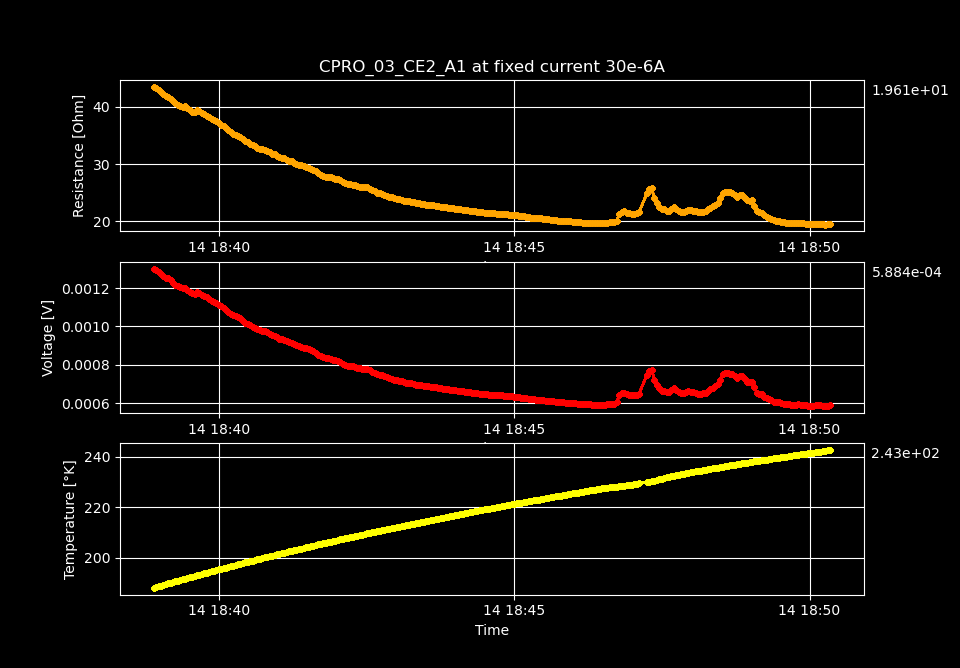 CPRO_03_CE2_A1 at fixed current 30e-6A
1.961e+01
Resistance [Ohm]
40
30
20
14 18:40 14 18:45 14 18:50
5.884e-04
Voltage [V]
0.0012
0.0010
0.0008
0.0006
14 18:40 14 18:45 14 18:50
2.43e+02
Temperature [°K]
240
220
200
14 18:40 14 18:45 14 18:50
Time